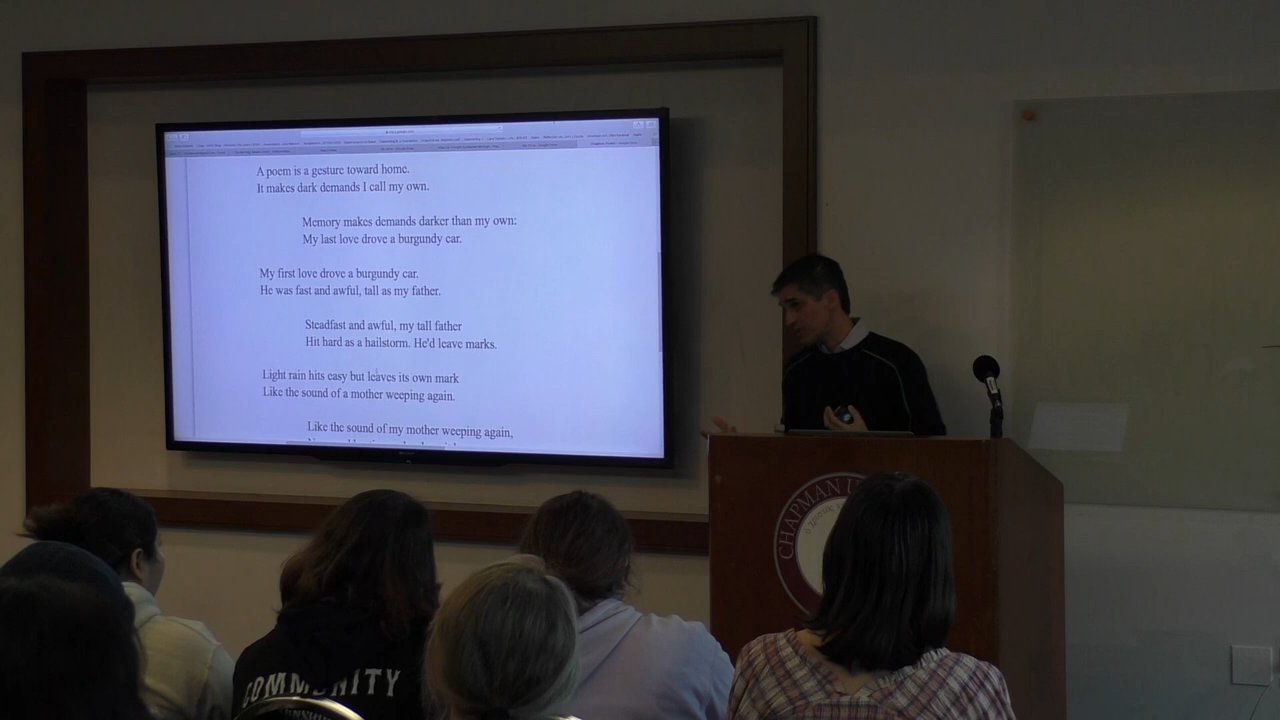 A poem is a gesture toward home.
It makes dark demands I call my own.
Memory makes demands darker than my own:
My last love drove a burgundy car.
My first love drove a burgundy car.
He was fast and awful, tall as my father.
Steadfast and awful, my tall father
Hit hard as a hailstorm. He'd leave marks.
Light rain hits easy but leaves its own mark
Like the sound of a mother weeping again.
Like the sound of my mother weeping again,
CHAPMAN
COMMUNITY